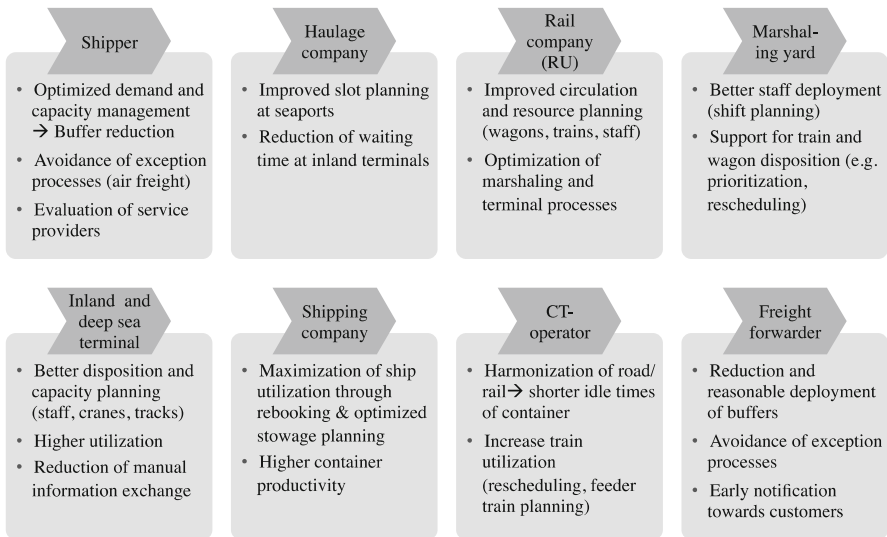 Shipper
• Optimized demand and
capacity management
→ Buffer reduction
• Avoidance of exception
processes (air freight)
• Evaluation of service
providers
Haulage
company
• Improved slot planning
at seaports
• Reduction of waiting
time at inland terminals
Rail
company
(RU)
• Improved circulation
and resource planning
(wagons, trains, staff)
• Optimization of
marshaling and
terminal processes
Marshal-
ing yard
• Better staff deployment
(shift planning)
• Support for train and
wagon disposition (e.g.
prioritization,
rescheduling)
Inland and
deep sea
terminal
• Better disposition and
capacity planning
(staff, cranes, tracks)
• Higher utilization
• Reduction of manual
information exchange
Shipping
company
• Maximization of ship
utilization through
rebooking & optimized
stowage planning
• Higher container
productivity
CT-
operator
• Harmonization of road/
rail→ shorter idle times
of container
• Increase train
utilization
(rescheduling, feeder
train planning)
Freight
forwarder
• Reduction and
reasonable deployment
of buffers
• Avoidance of exception
processes
• Early notification
towards customers